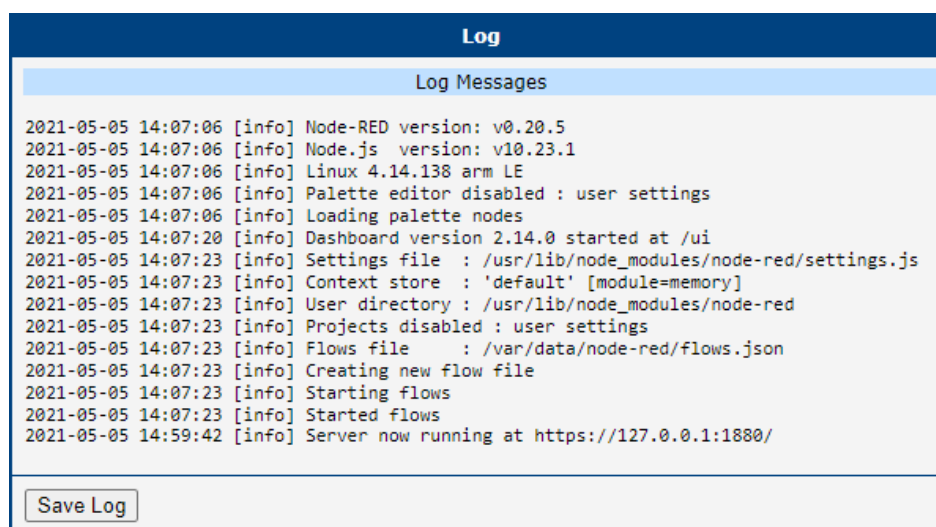 Log
Log Messages
2021-05-05 14:07:06 [info] Node-RED version: v0.20.5
2021-05-05 14:07:06 [info] Node.js  version: v10.23.1
2021-05-05 14:07:06 [info] Linux 4.14.138 arm LE
2021-05-05 14:07:06 [info] Palette editor disabled : user settings
2021-05-05 14:07:06 [info] Loading palette nodes
2021-05-05 14:07:20 [info] Dashboard version 2.14.0 started at /ui
2021-05-05 14:07:23 [info] Settings file  : /usr/lib/node_modules/node-red/settings.js
2021-05-05 14:07:23 [info] Context store  : 'default' [module=memory]
2021-05-05 14:07:23 [info] User directory : /usr/lib/node_modules/node-red
2021-05-05 14:07:23 [info] Projects disabled : user settings
2021-05-05 14:07:23 [info] Flows file     : /var/data/node-red/flows.json
2021-05-05 14:07:23 [info] Creating new flow file
2021-05-05 14:07:23 [info] Starting flows
2021-05-05 14:07:23 [info] Started flows
2021-05-05 14:59:42 [info] Server now running at https://127.0.0.1:1880/
Save Log